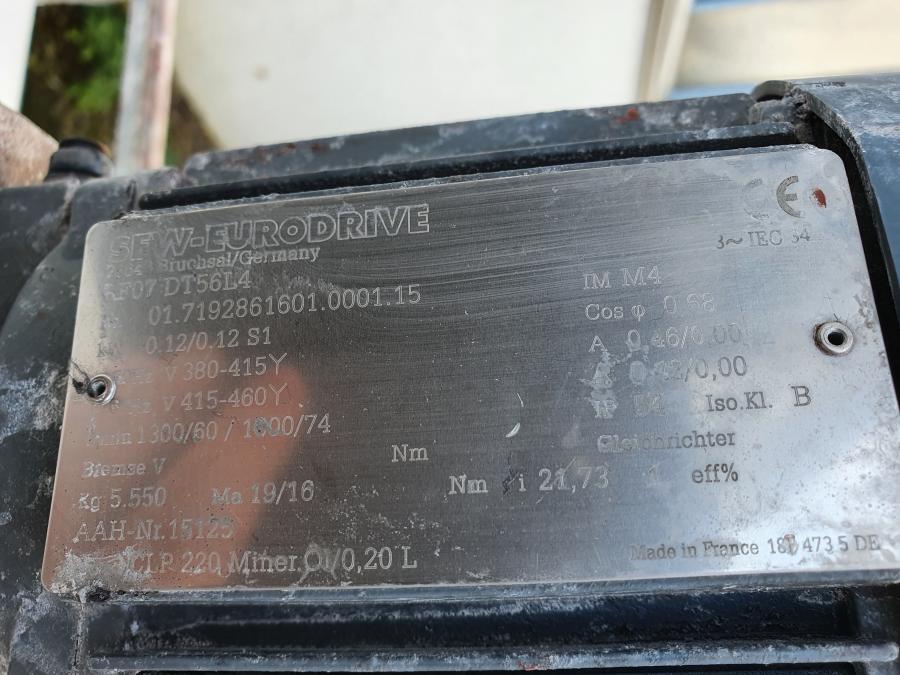 SEW-EURODRIVE
Bruchsal/Germany
CE
3~ IEC 34
DT56L4
IM M4
01.7192861601.0001.15
Cos φ 0.68
0.12/0.12 S1
A 0.46/0.00
V 380-415Y
/0,00
V 415-460Y
Iso.Kl. B
1300/60 / 1600/74
Gleichrichter
Bremse V
Nm
Kg 5.550 Ma 19/16
Nm i 21,73 eff%
AAH-Nr.15125
CLP 220 Miner.Öl/0,20 L
Made in France 181 473 5 DE